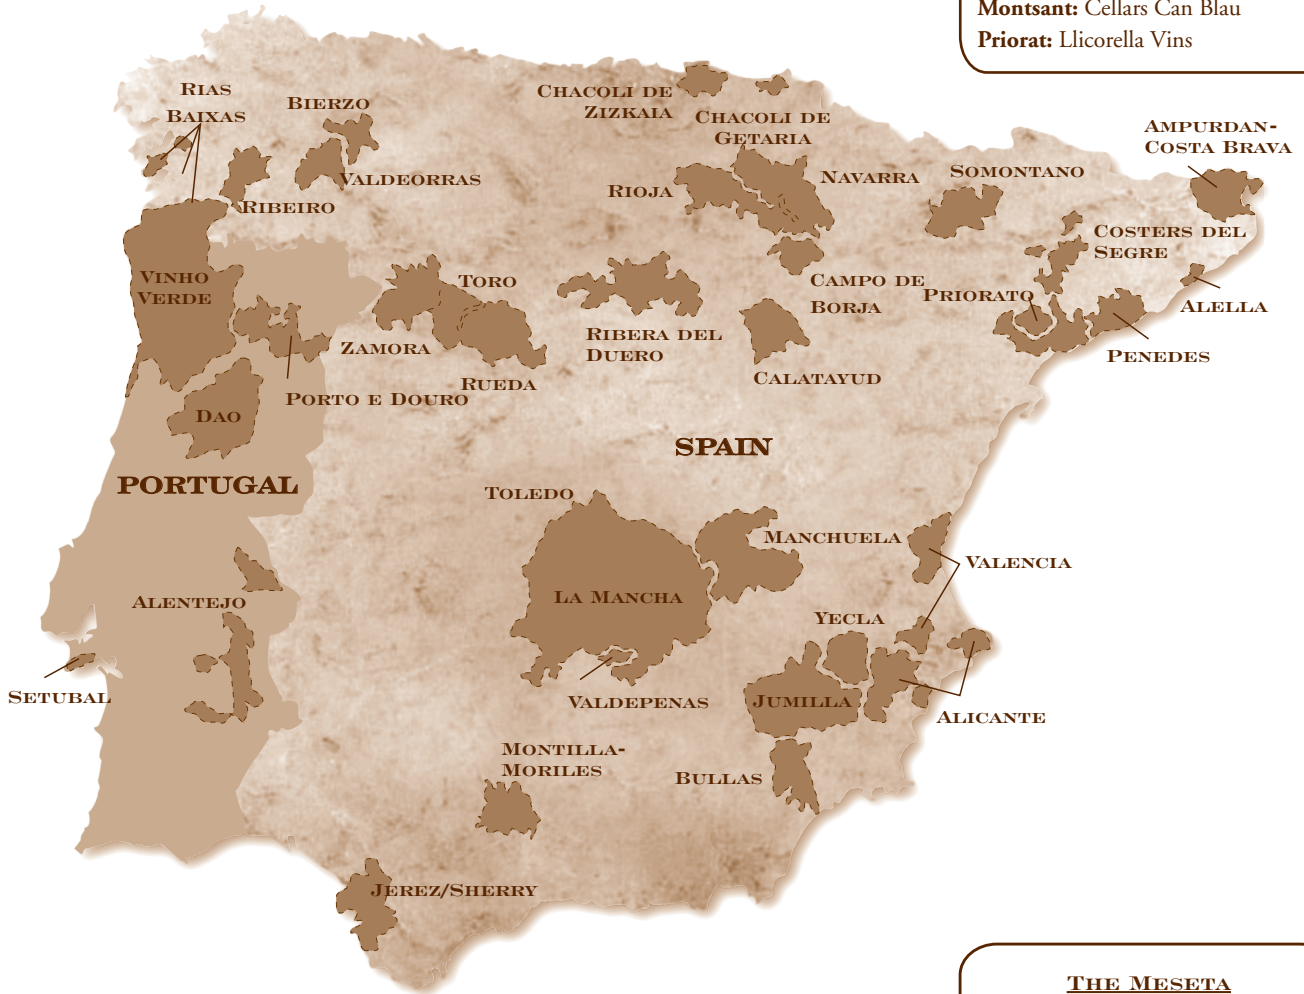 Montsant: Cellars Can Blau
Priorat: Llicorella Vins
Rias
Baixas
Bierzo
Chacoli de
Zizkaia
Chacoli de
Getaria
Ampurdan-
Costa Brava
Valdeorras
Ribeiro
Rioja
Navarra
Somontano
Costers del
Segre
Vinho
Verde
Toro
Campo de
Borja
Priorato
Alella
Zamora
Ribera del
Duero
Penedes
Rueda
Calatayud
Porto e Douro
Dao
SPAIN
PORTUGAL
Toledo
Manchuela
Valencia
La Mancha
Alentejo
Yecla
Setubal
Valdepenas
Jumilla
Alicante
Montilla-
Moriles
Bullas
Jerez/Sherry
The Meseta